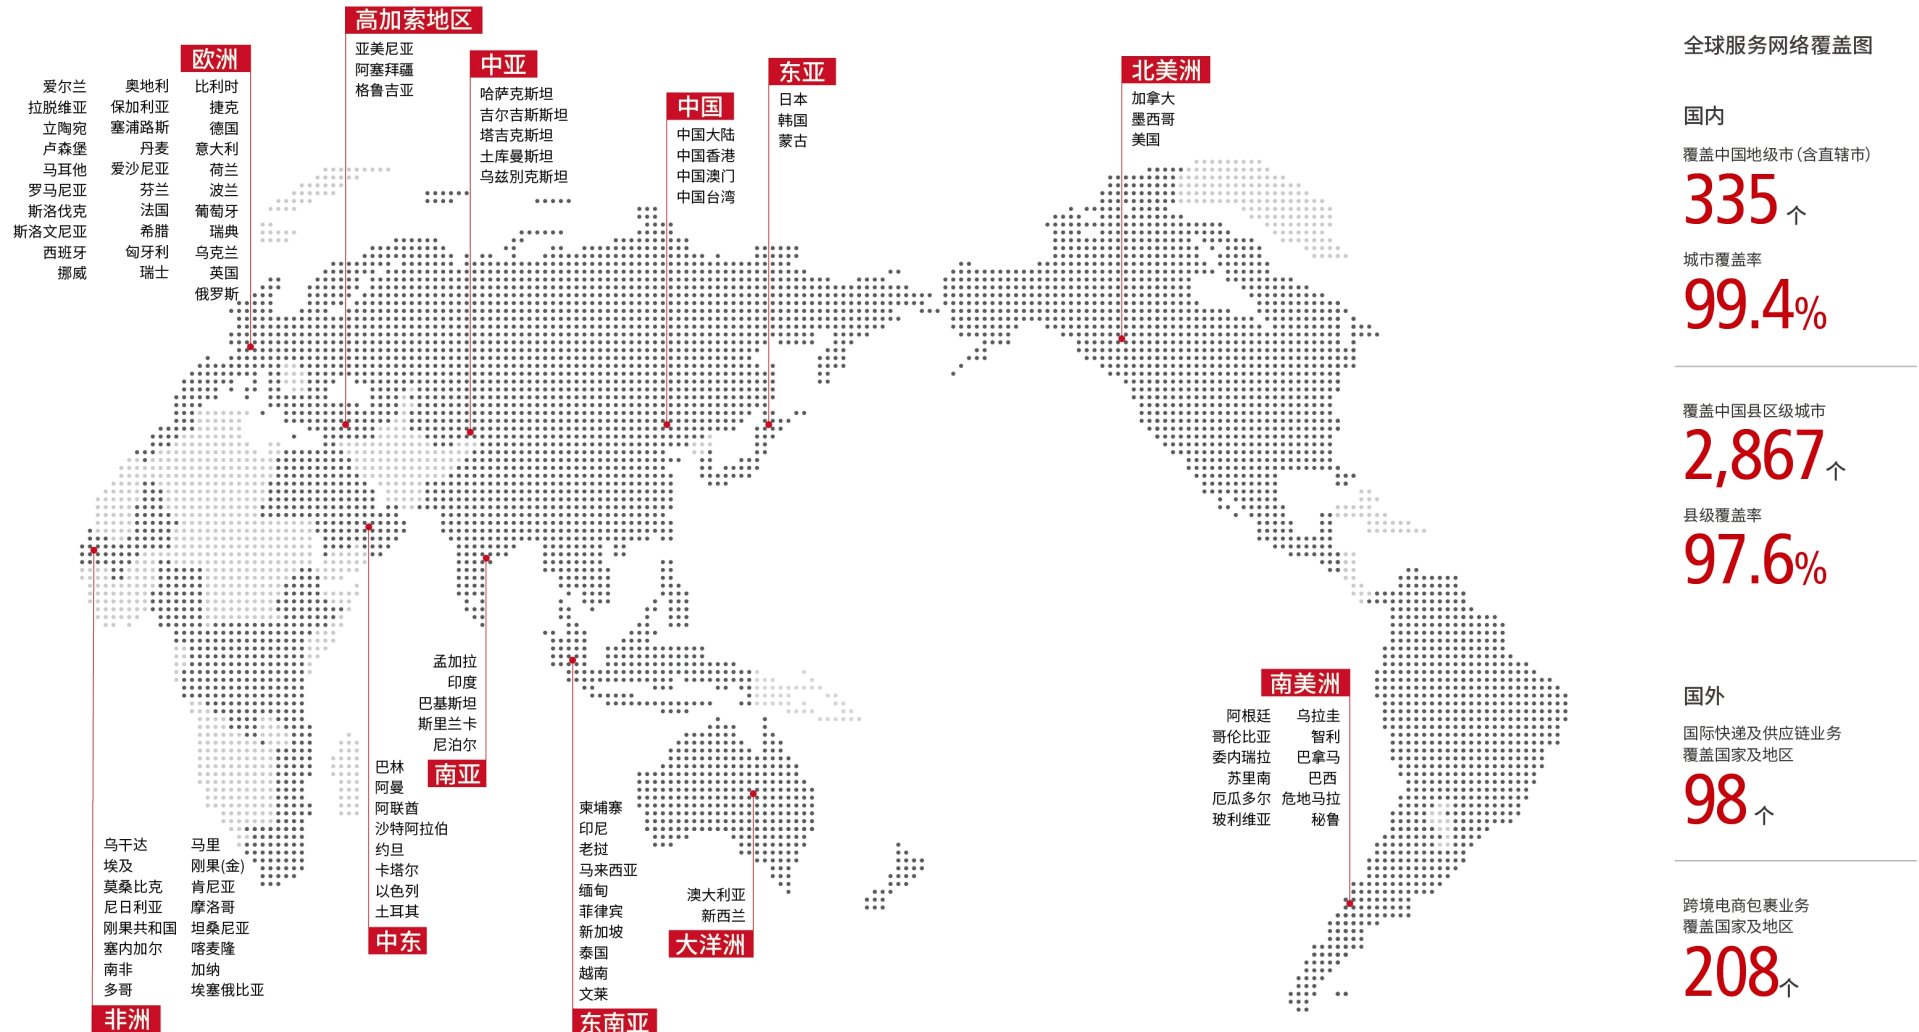 高加索地区
亚美尼亚
阿塞拜疆
格鲁吉亚
欧洲
爱尔兰 奥地利 比利时
拉脱维亚 保加利亚 捷克
立陶宛 塞浦路斯 德国
卢森堡 丹麦 意大利
马耳他 爱沙尼亚 荷兰
罗马尼亚 芬兰 波兰
斯洛伐克 法国 葡萄牙
斯洛文尼亚 希腊 瑞典
西班牙 匈牙利 乌克兰
挪威 瑞士 英国
俄罗斯
中亚
哈萨克斯坦
吉尔吉斯斯坦
塔吉克斯坦
土库曼斯坦
乌兹别克斯坦
中国
中国大陆
中国香港
中国澳门
中国台湾
东亚
日本
韩国
蒙古
北美洲
加拿大
墨西哥
美国
孟加拉
印度
巴基斯坦
斯里兰卡
尼泊尔
南亚
巴林
阿曼
阿联酋
沙特阿拉伯
约旦
卡塔尔
以色列
土耳其
中东
乌干达 马里
埃及 刚果(金)
莫桑比克 肯尼亚
尼日利亚 摩洛哥
刚果共和国 坦桑尼亚
塞内加尔 喀麦隆
南非 加纳
多哥 埃塞俄比亚
非洲
柬埔寨
印尼
老挝
马来西亚
缅甸
菲律宾
新加坡
泰国
越南
文莱
东南亚
澳大利亚
新西兰
大洋洲
南美洲
阿根廷 乌拉圭
哥伦比亚 智利
委内瑞拉 巴拿马
苏里南 巴西
厄瓜多尔 危地马拉
玻利维亚 秘鲁
全球服务网络覆盖图
国内
覆盖中国地级市(含直辖市)
335个
城市覆盖率
99.4%
覆盖中国县区级城市
2,867个
县级覆盖率
97.6%
国外
国际快递及供应链业务
覆盖国家及地区
98个
跨境电商包裹业务
覆盖国家及地区
208个